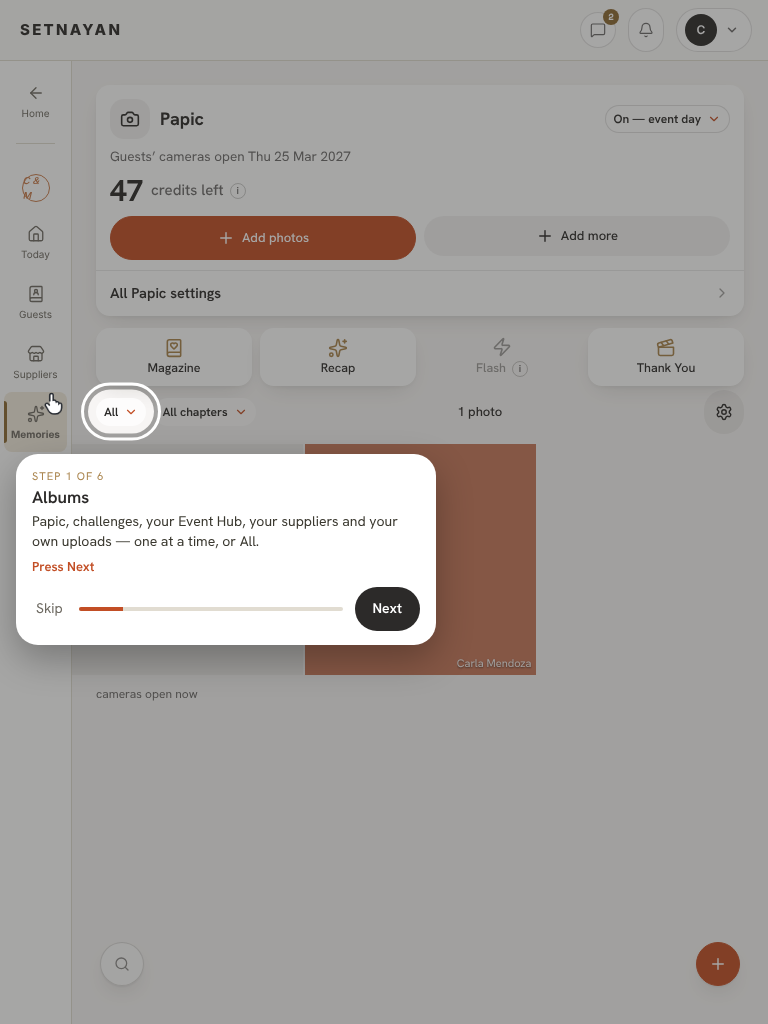 SETNAYAN
2
C
Home
C &
M
Today
Guests
Suppliers
Memories
Papic
On — event day
Guests’ cameras open Thu 25 Mar 2027
47 credits left i
+ Add photos
+ Add more
All Papic settings
Magazine
Recap
Flash i
Thank You
All
All chapters
1 photo
STEP 1 OF 6
Albums
Papic, challenges, your Event Hub, your suppliers and your
own uploads — one at a time, or All.
Press Next
Skip
Next
Carla Mendoza
cameras open now